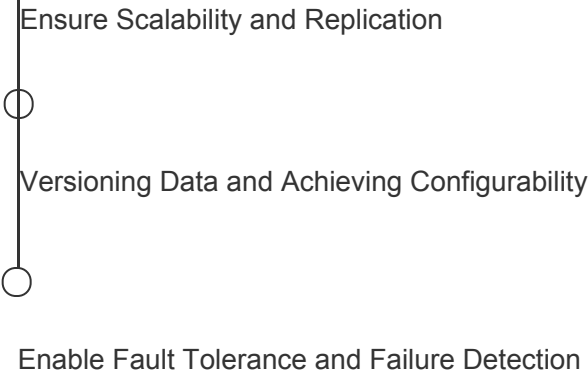 Ensure Scalability and Replication
Versioning Data and Achieving Configurability
Enable Fault Tolerance and Failure Detection